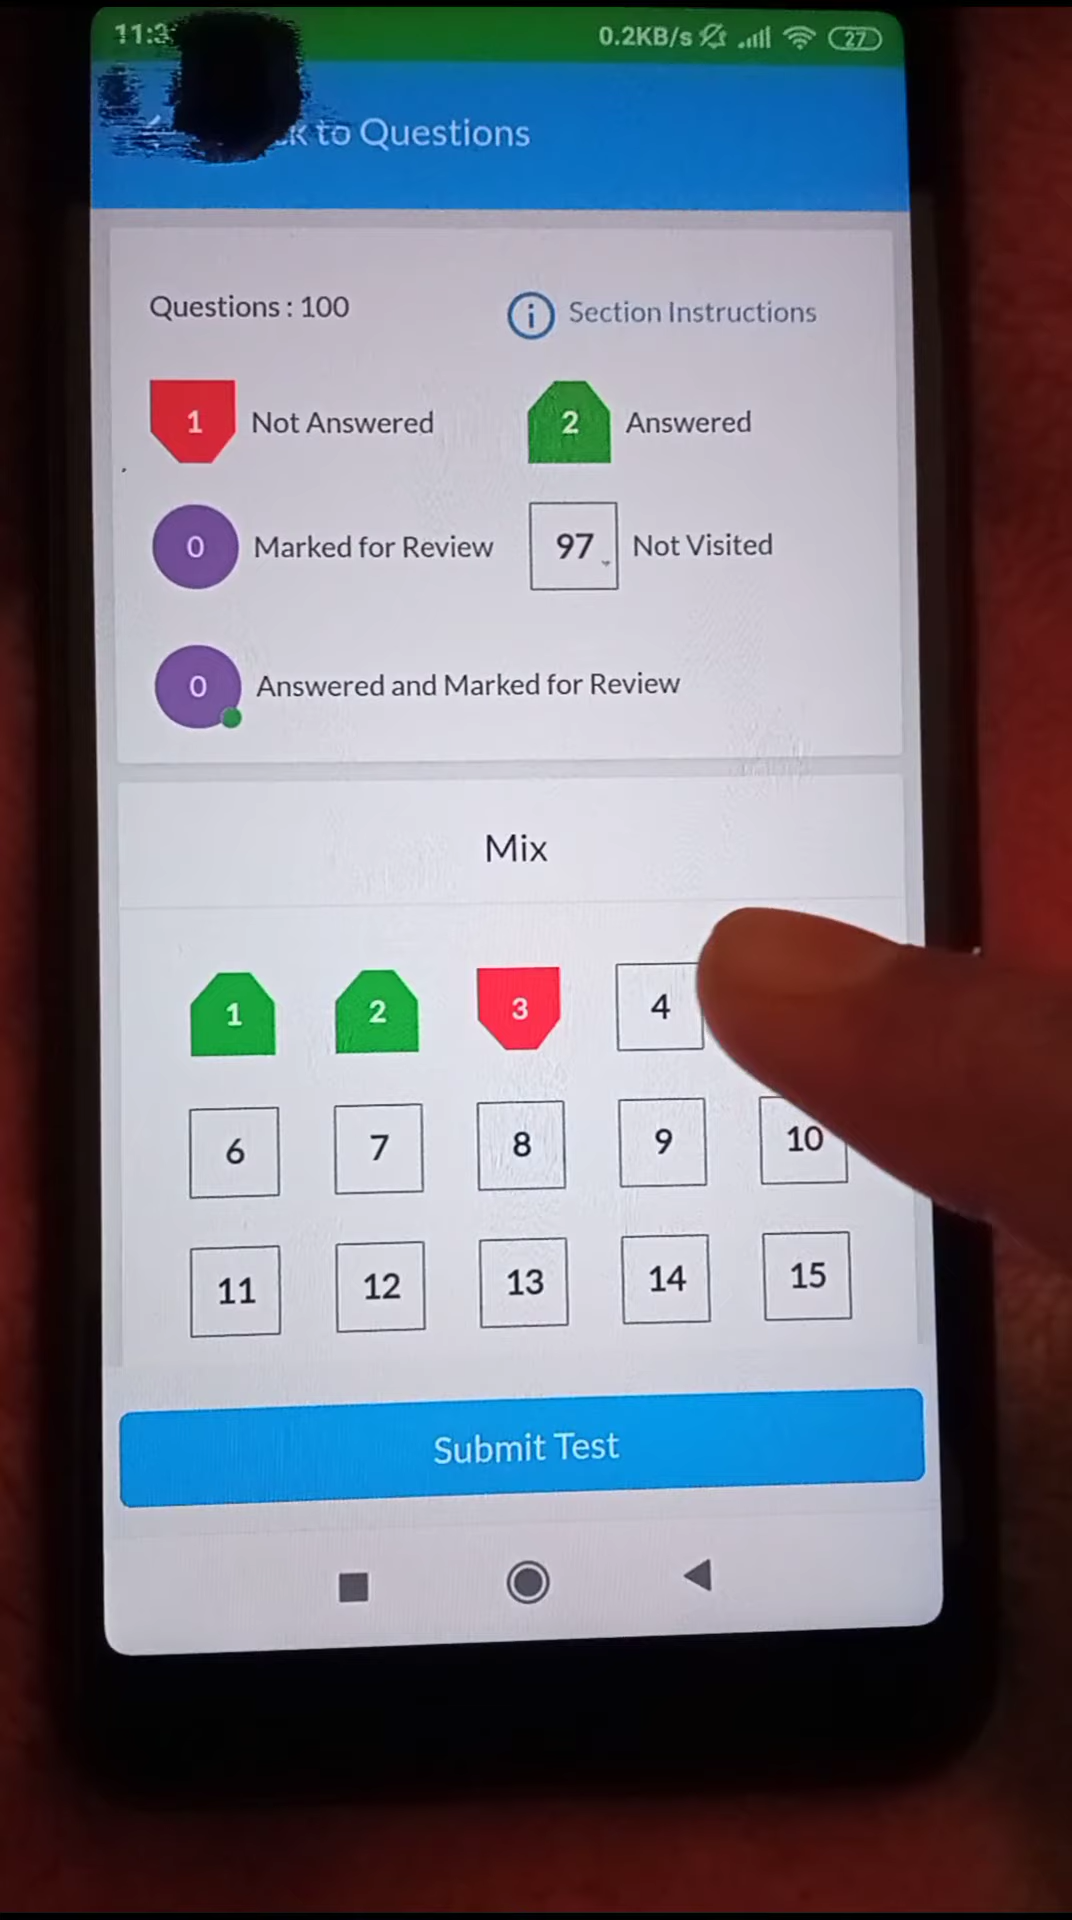 0.2KB/s 27
to Questions
Questions : 100
Section Instructions
1 Not Answered
2 Answered
0 Marked for Review
97 Not Visited
0 Answered and Marked for Review
Mix
1 2 3 4
6 7 8 9 10
11 12 13 14 15
Submit Test